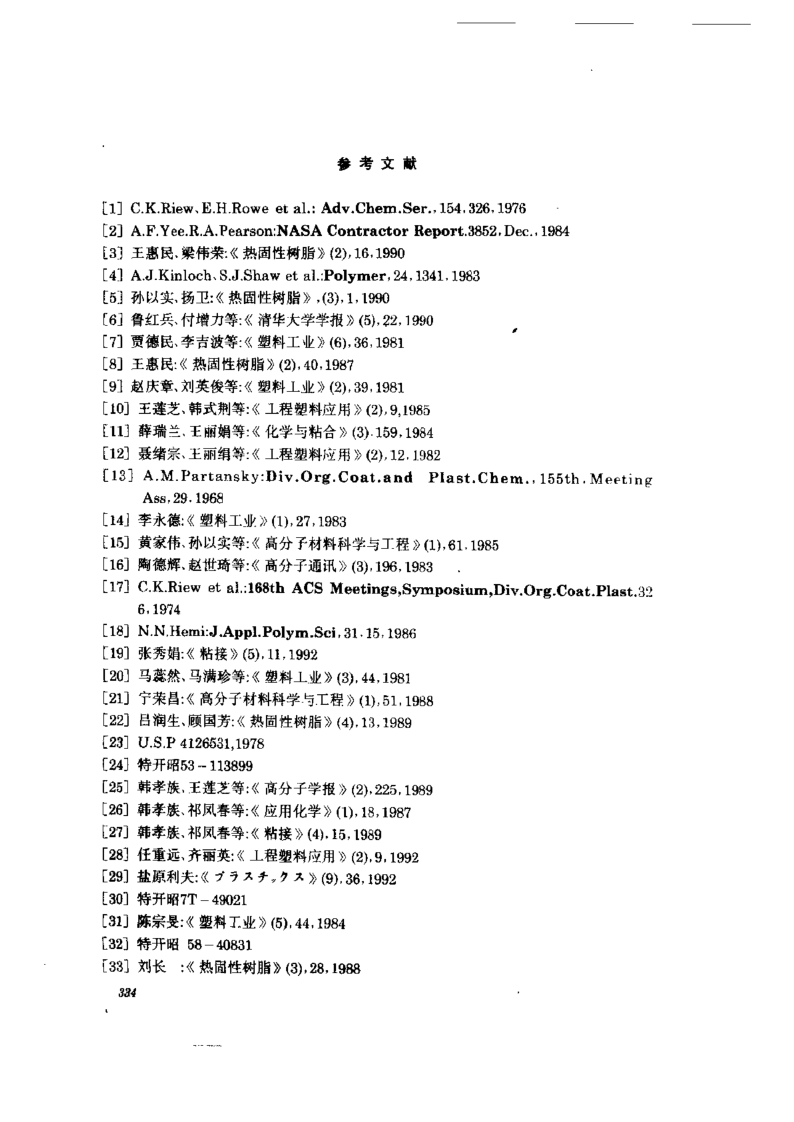 参考文献
[1] C.K.Riew、E.H.Rowe et al.: Adv.Chem.Ser.,154,326,1976
[2] A.F.Yee.R.A.Pearson:NASA Contractor Report.3852,Dec.,1984
[3] 王惠民、梁伟荣:《热固性树脂》(2),16,1990
[4] A.J.Kinloch、S.J.Shaw et al.:Polymer,24,1341.1983
[5] 孙以实、扬卫:《热固性树脂》,(3),1,1990
[6] 鲁红兵、付增力等:《清华大学学报》(5),22,1990
[7] 贾德民、李吉波等:《塑料工业》(6),36,1981
[8] 王惠民:《热固性树脂》(2),40,1987
[9] 赵庆章、刘英俊等:《塑料工业》(2),39,1981
[10] 王莲芝、韩式荆等:《工程塑料应用》(2),9,1985
[11] 薛瑞兰、王丽娟等:《化学与粘合》(3).159,1984
[12] 聂绪宗、王丽绢等:《工程塑料应用》(2),12.1982
[13] A.M.Partansky:Div.Org.Coat.and Plast.Chem.,155th.Meeting
Ass,29.1968
[14] 李永德:《塑料工业》(1),27,1983
[15] 黄家伟、孙以实等:《高分子材料科学与工程》(1),61.1985
[16] 陶德辉、赵世琦等:《高分子通讯》(3),196,1983
[17] C.K.Riew et al.:168th ACS Meetings,Symposium,Div.Org.Coat.Plast.32
6,1974
[18] N.N.Hemi:J.Appl.Polym.Sci,31.15,1986
[19] 张秀娟:《粘接》(5),11,1992
[20] 马蕊然、马满珍等:《塑料工业》(3),44,1981
[21] 宁荣昌:《高分子材料科学与工程》(1),51,1988
[22] 吕润生、顾国芳:《热固性树脂》(4),13,1989
[23] U.S.P 4126531,1978
[24] 特开昭53-113899
[25] 韩孝族、王莲芝等:《高分子学报》(2),225,1989
[26] 韩孝族、祁凤春等:《应用化学》(1),18,1987
[27] 韩孝族、祁凤春等:《粘接》(4).15,1989
[28] 任重远、齐丽英:《工程塑料应用》(2),9,1992
[29] 盐原利夫:《プラスチックス》(9),36,1992
[30] 特开昭7T-49021
[31] 陈宗旻:《塑料工业》(5),44,1984
[32] 特开昭 58-40831
[33] 刘长 :《热固性树脂》(3),28,1988
334